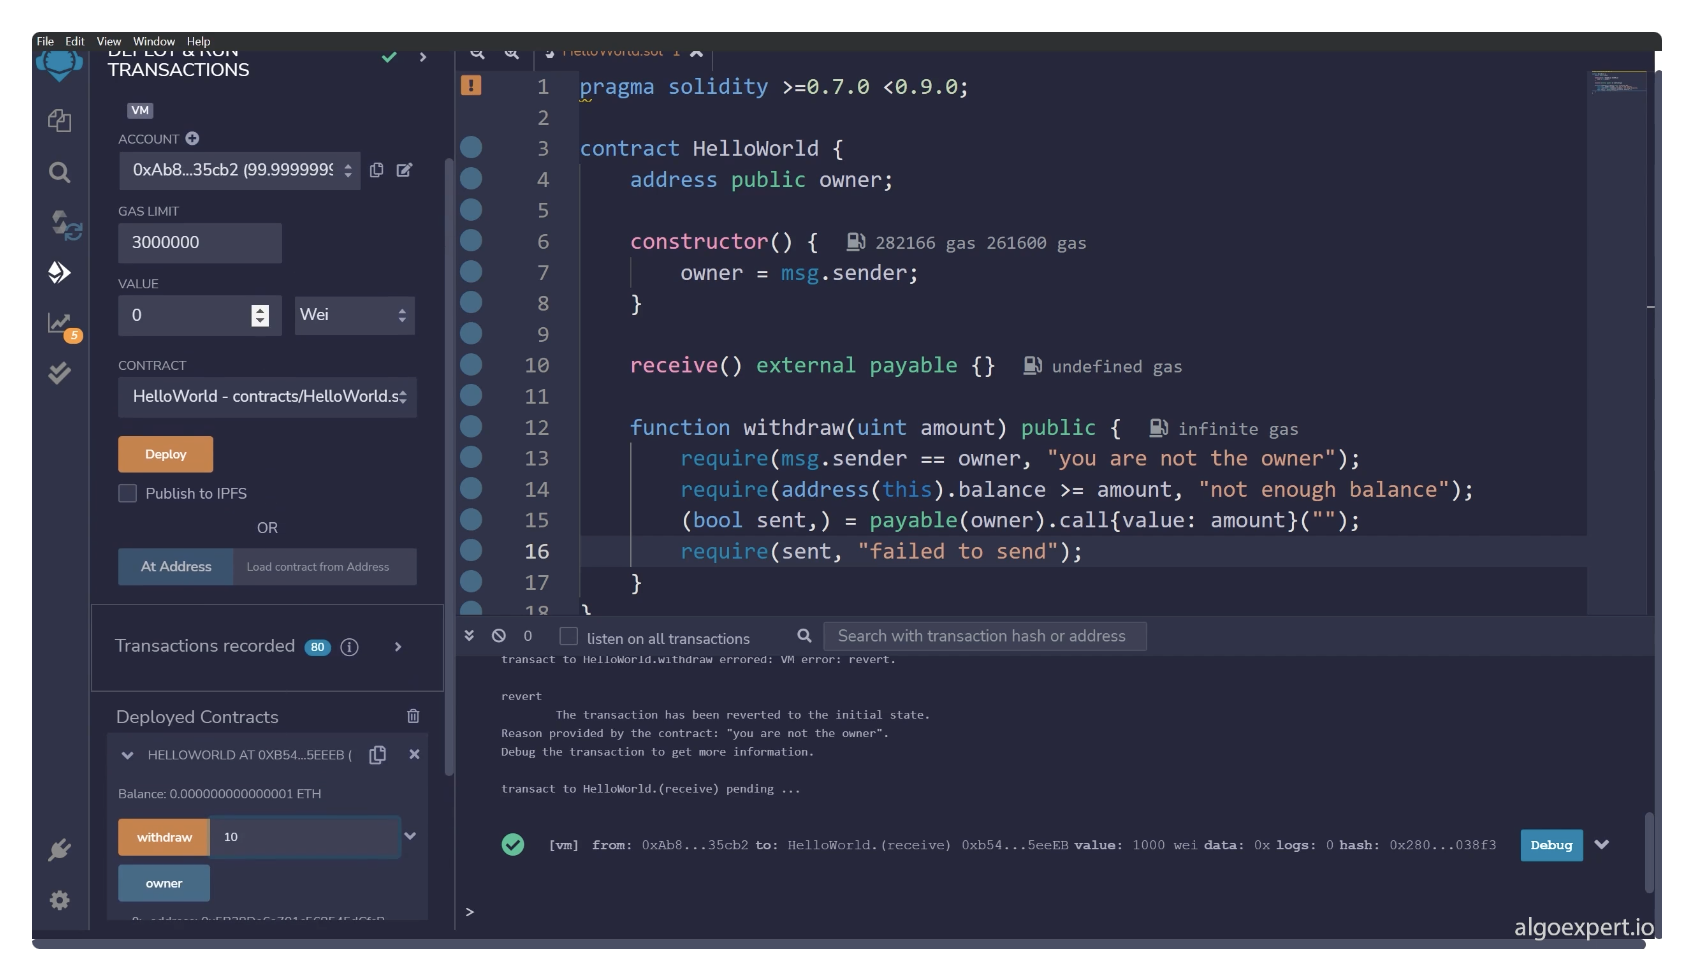 File Edit View Window Help
DEPLOY & RUN
TRANSACTIONS
VM
ACCOUNT
0xAb8...35cb2 (99.9999999
GAS LIMIT
3000000
VALUE
0
Wei
CONTRACT
HelloWorld - contracts/HelloWorld.s
Deploy
Publish to IPFS
OR
At Address
Load contract from Address
Transactions recorded 80 i
Deployed Contracts
HELLOWORLD AT 0XB54...5EEEB (
Balance: 0.000000000000001 ETH
withdraw 10
owner
5
HelloWorld.sol 1
1 pragma solidity >=0.7.0 <0.9.0;
2
3 contract HelloWorld {
4 address public owner;
5
6 constructor() { 282166 gas 261600 gas
7 owner = msg.sender;
8 }
9
10 receive() external payable {} undefined gas
11
12 function withdraw(uint amount) public { infinite gas
13 require(msg.sender == owner, "you are not the owner");
14 require(address(this).balance >= amount, "not enough balance");
15 (bool sent,) = payable(owner).call{value: amount}("");
16 require(sent, "failed to send");
17 }
18 }
0
listen on all transactions
Search with transaction hash or address
transact to HelloWorld.withdraw errored: VM error: revert.
revert
The transaction has been reverted to the initial state.
Reason provided by the contract: "you are not the owner".
Debug the transaction to get more information.
transact to HelloWorld.(receive) pending ...
[vm] from: 0xAb8...35cb2 to: HelloWorld.(receive) 0xb54...5eeEB value: 1000 wei data: 0x logs: 0 hash: 0x280...038f3
Debug
>
algoexpert.io